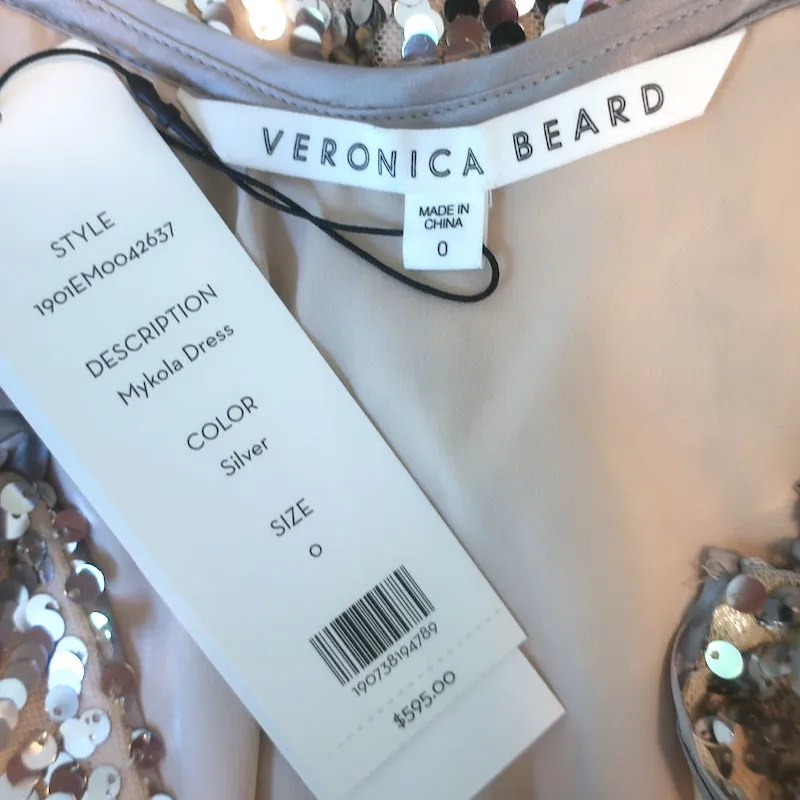 VERONICA BEARD
MADE IN
CHINA
0
STYLE
1901EM0042637
DESCRIPTION
Mykola Dress
COLOR
Silver
SIZE
0
190738194789
$595.00